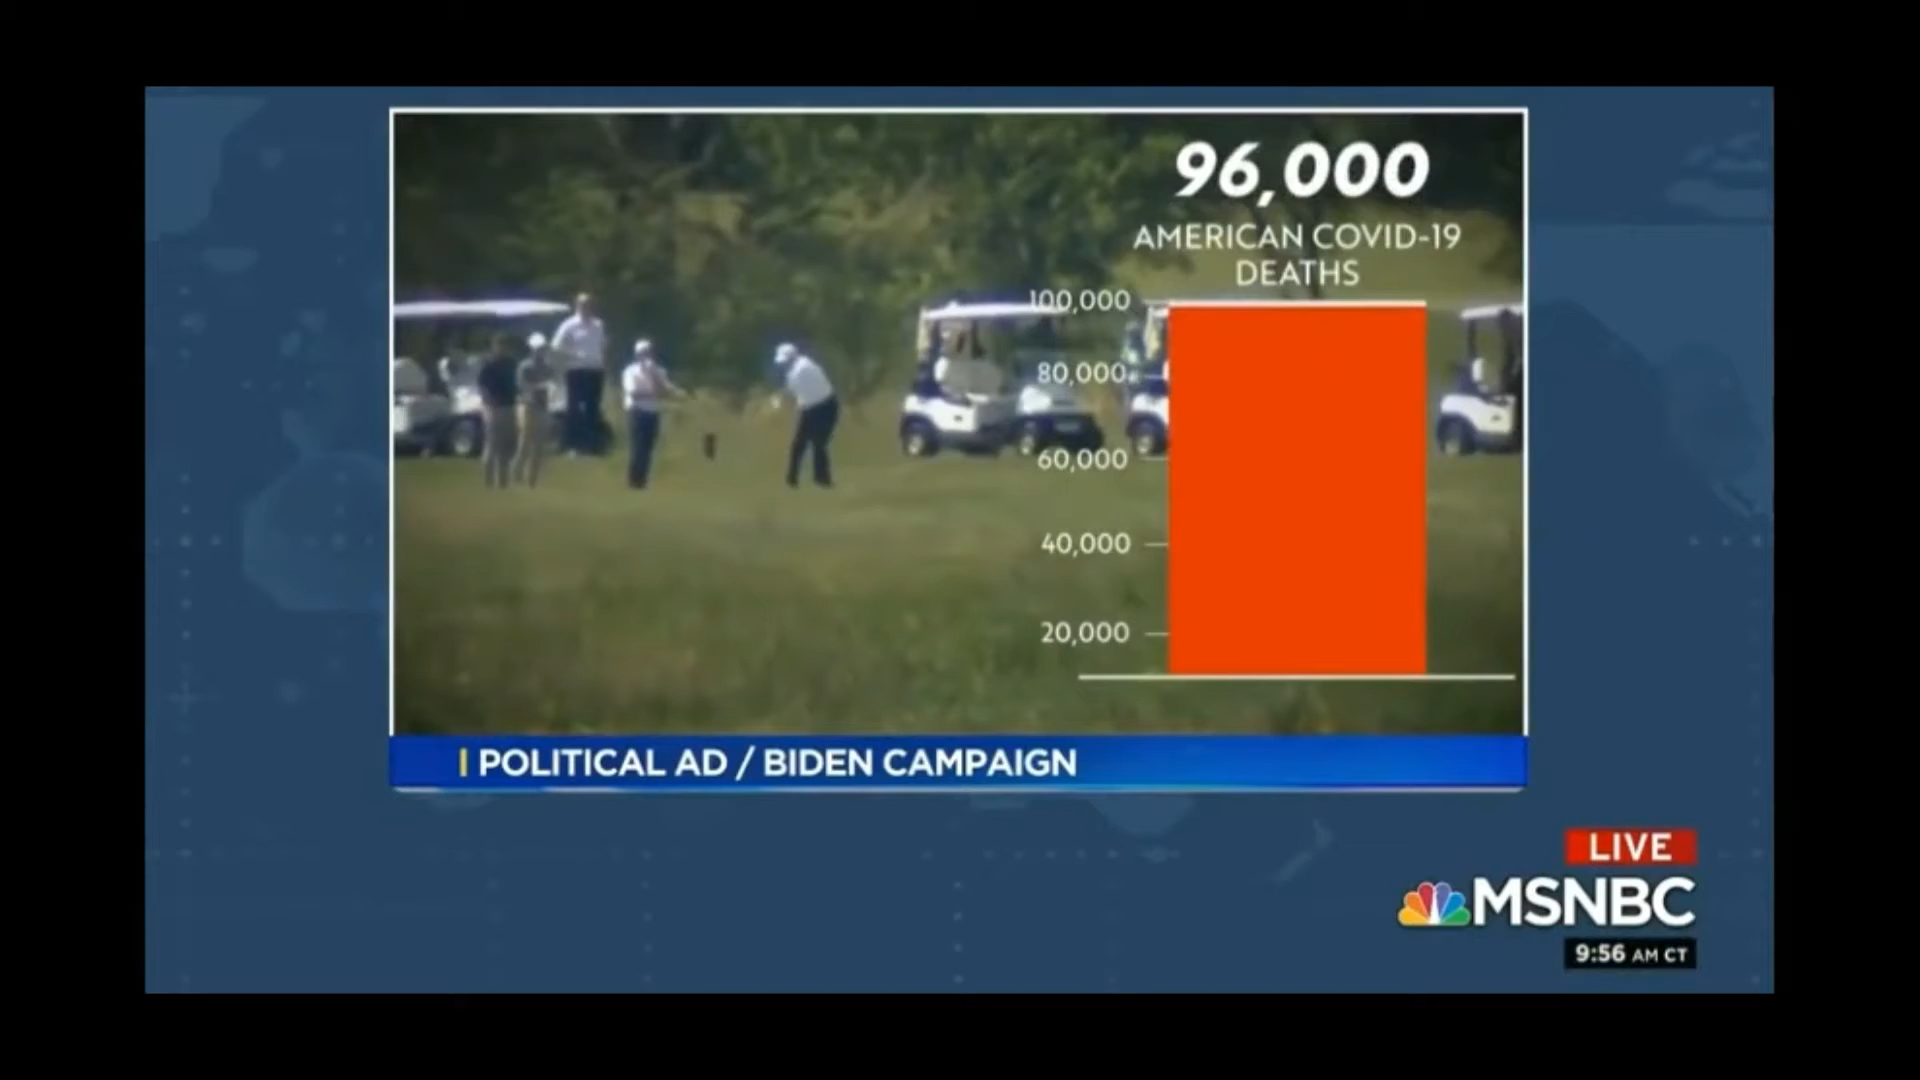 96,000
AMERICAN COVID-19
DEATHS
100,000
80,000
60,000
40,000
20,000
POLITICAL AD / BIDEN CAMPAIGN
LIVE
MSNBC
9:56 AM CT